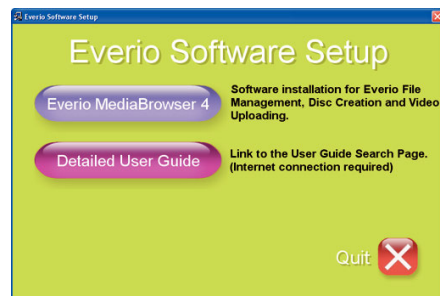 Everio Software Setup
Everio Software Setup
Everio MediaBrowser 4
Software installation for Everio File
Management, Disc Creation and Video
Uploading.
Detailed User Guide
Link to the User Guide Search Page.
(Internet connection required)
Quit